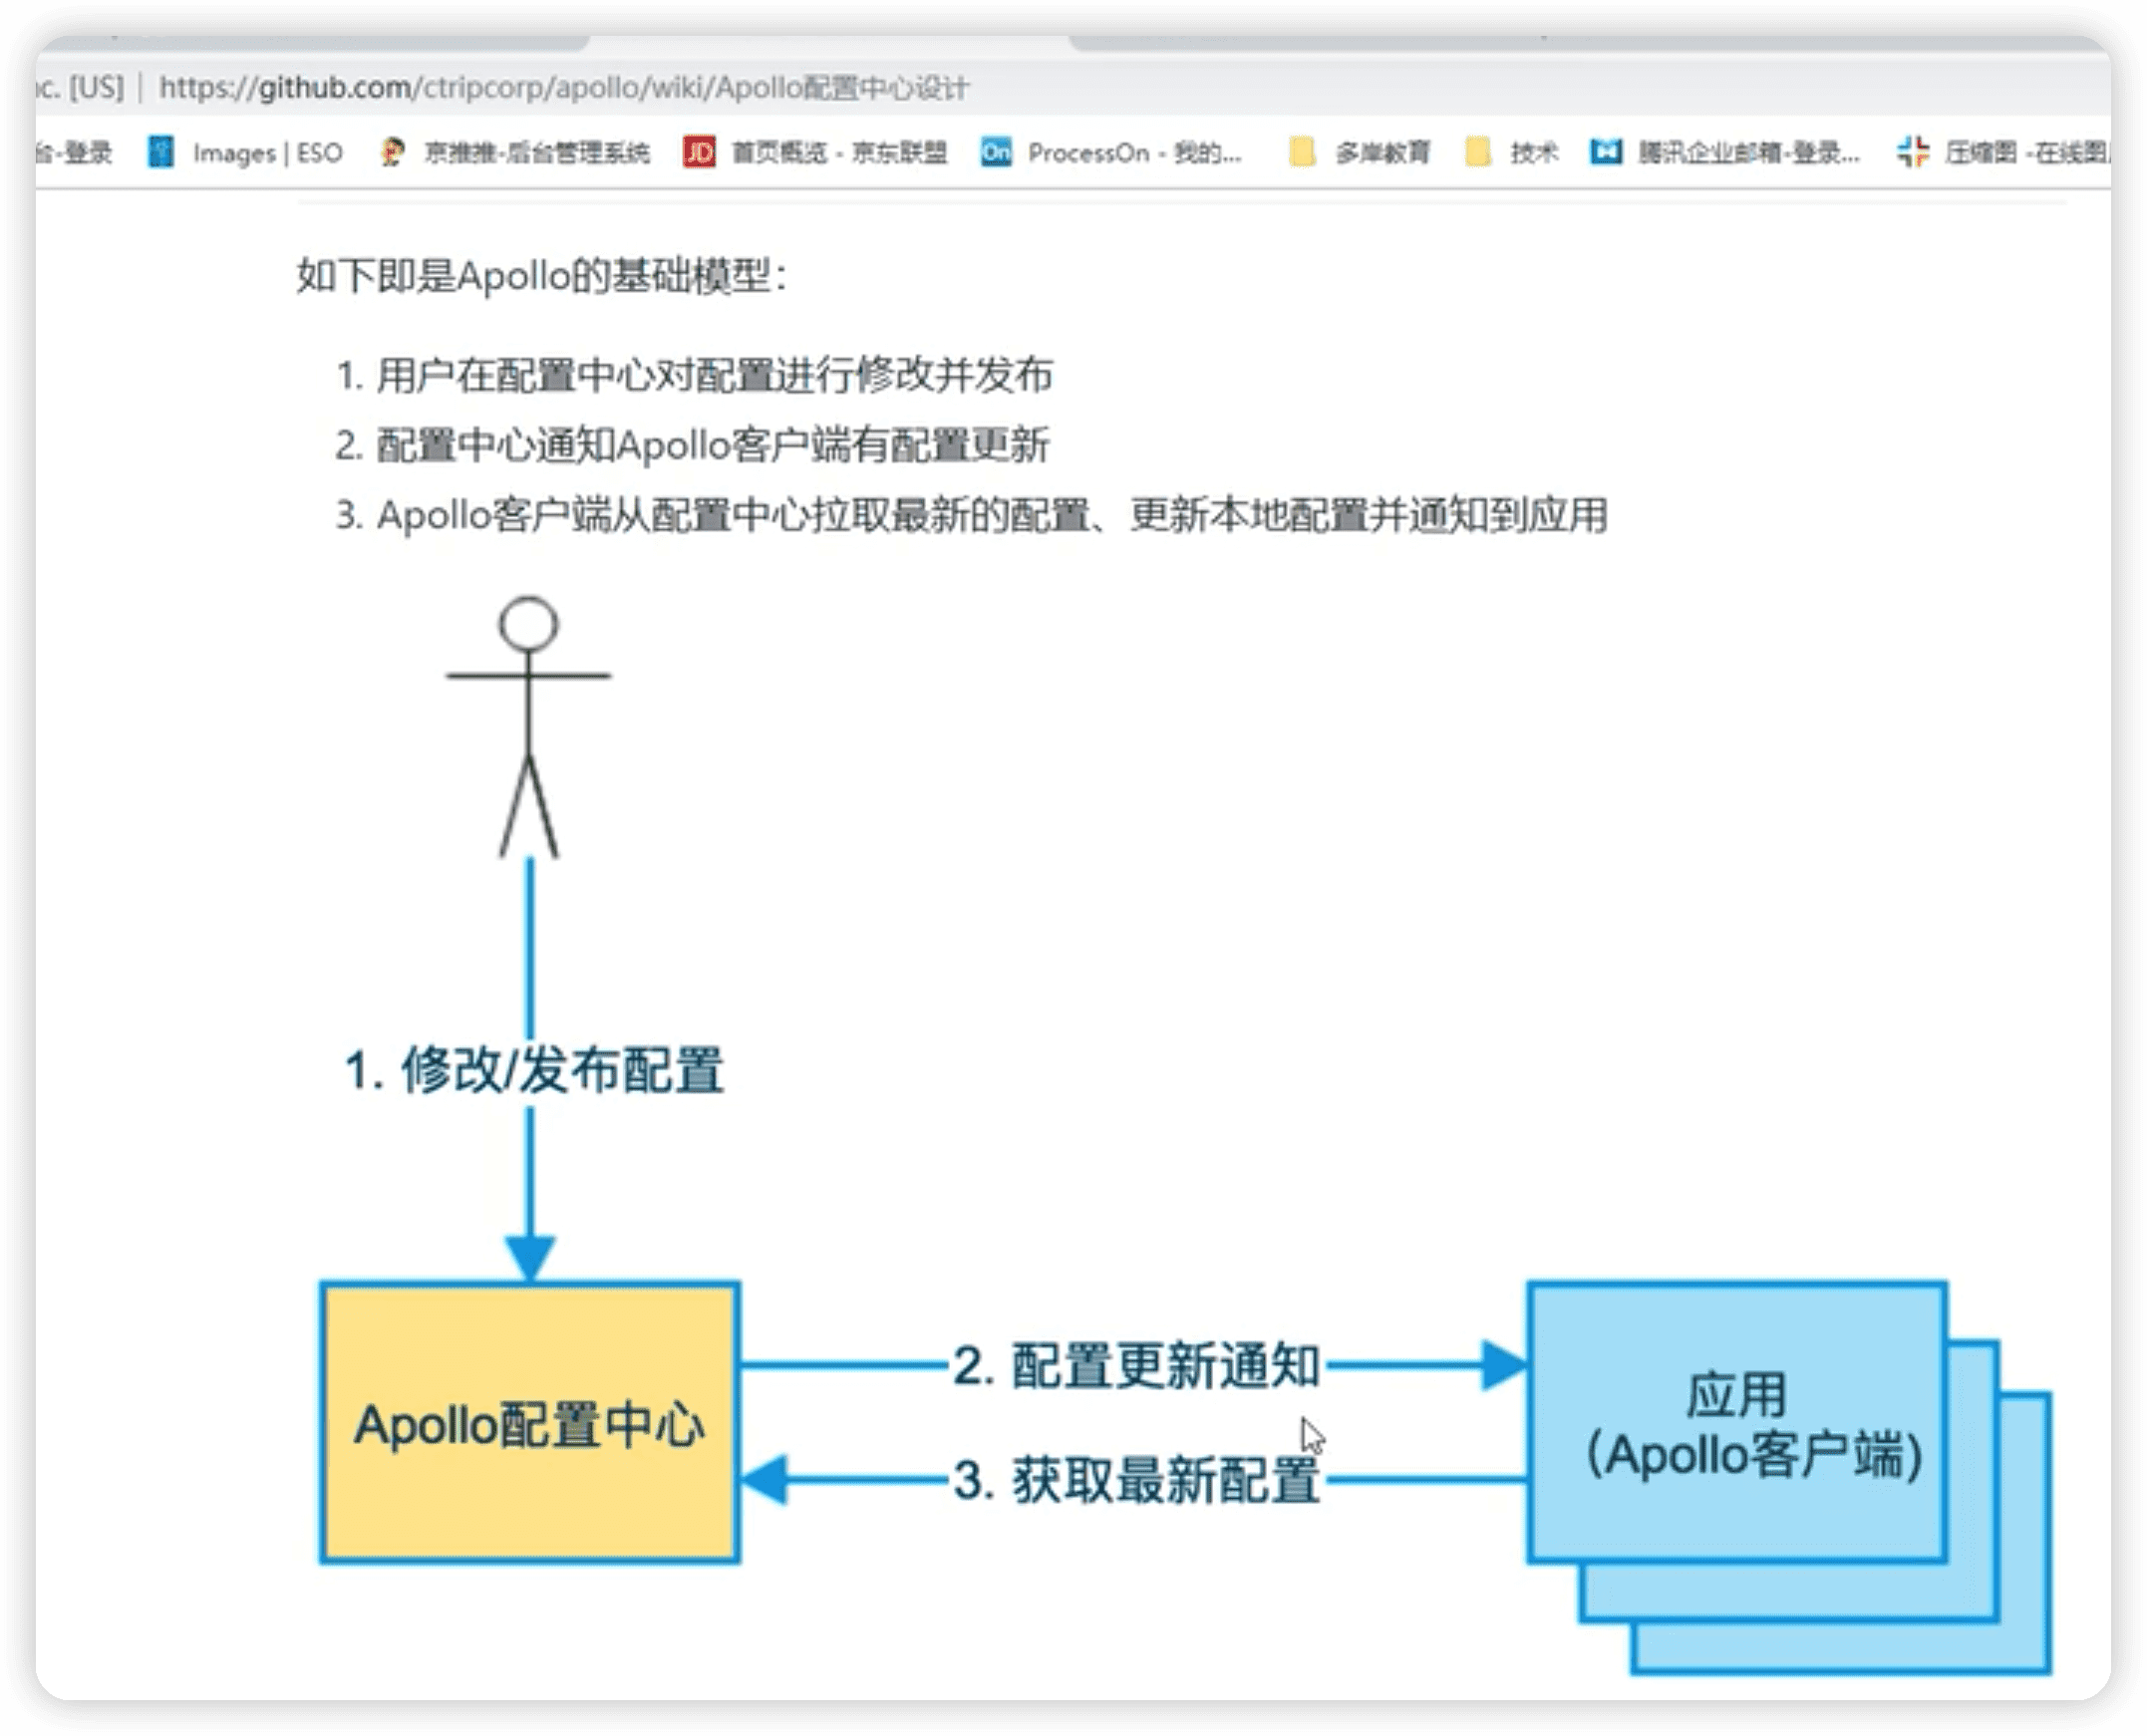 nc. [US] | https://github.com/ctripcorp/apollo/wiki/Apollo配置中心设计
台-登录 Images | ESO 京推推-后台管理系统 JD 首页概览 - 京东联盟 On ProcessOn - 我的... 多岸教育 技术 腾讯企业邮箱-登录... 压缩图 -在线图
如下即是Apollo的基础模型：
1. 用户在配置中心对配置进行修改并发布
2. 配置中心通知Apollo客户端有配置更新
3. Apollo客户端从配置中心拉取最新的配置、更新本地配置并通知到应用
1. 修改/发布配置
Apollo配置中心
2. 配置更新通知
3. 获取最新配置
应用
(Apollo客户端)